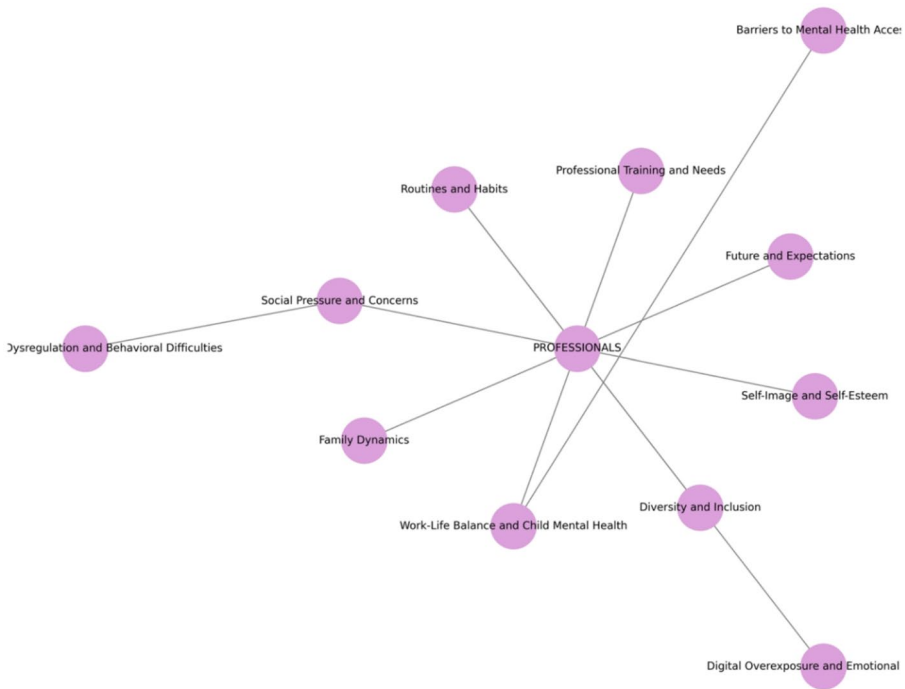 Barriers to Mental Health Acces
Professional Training and Needs
Routines and Habits
Future and Expectations
Social Pressure and Concerns
Dysregulation and Behavioral Difficulties
PROFESSIONALS
Self-Image and Self-Esteem
Family Dynamics
Diversity and Inclusion
Work-Life Balance and Child Mental Health
Digital Overexposure and Emotional